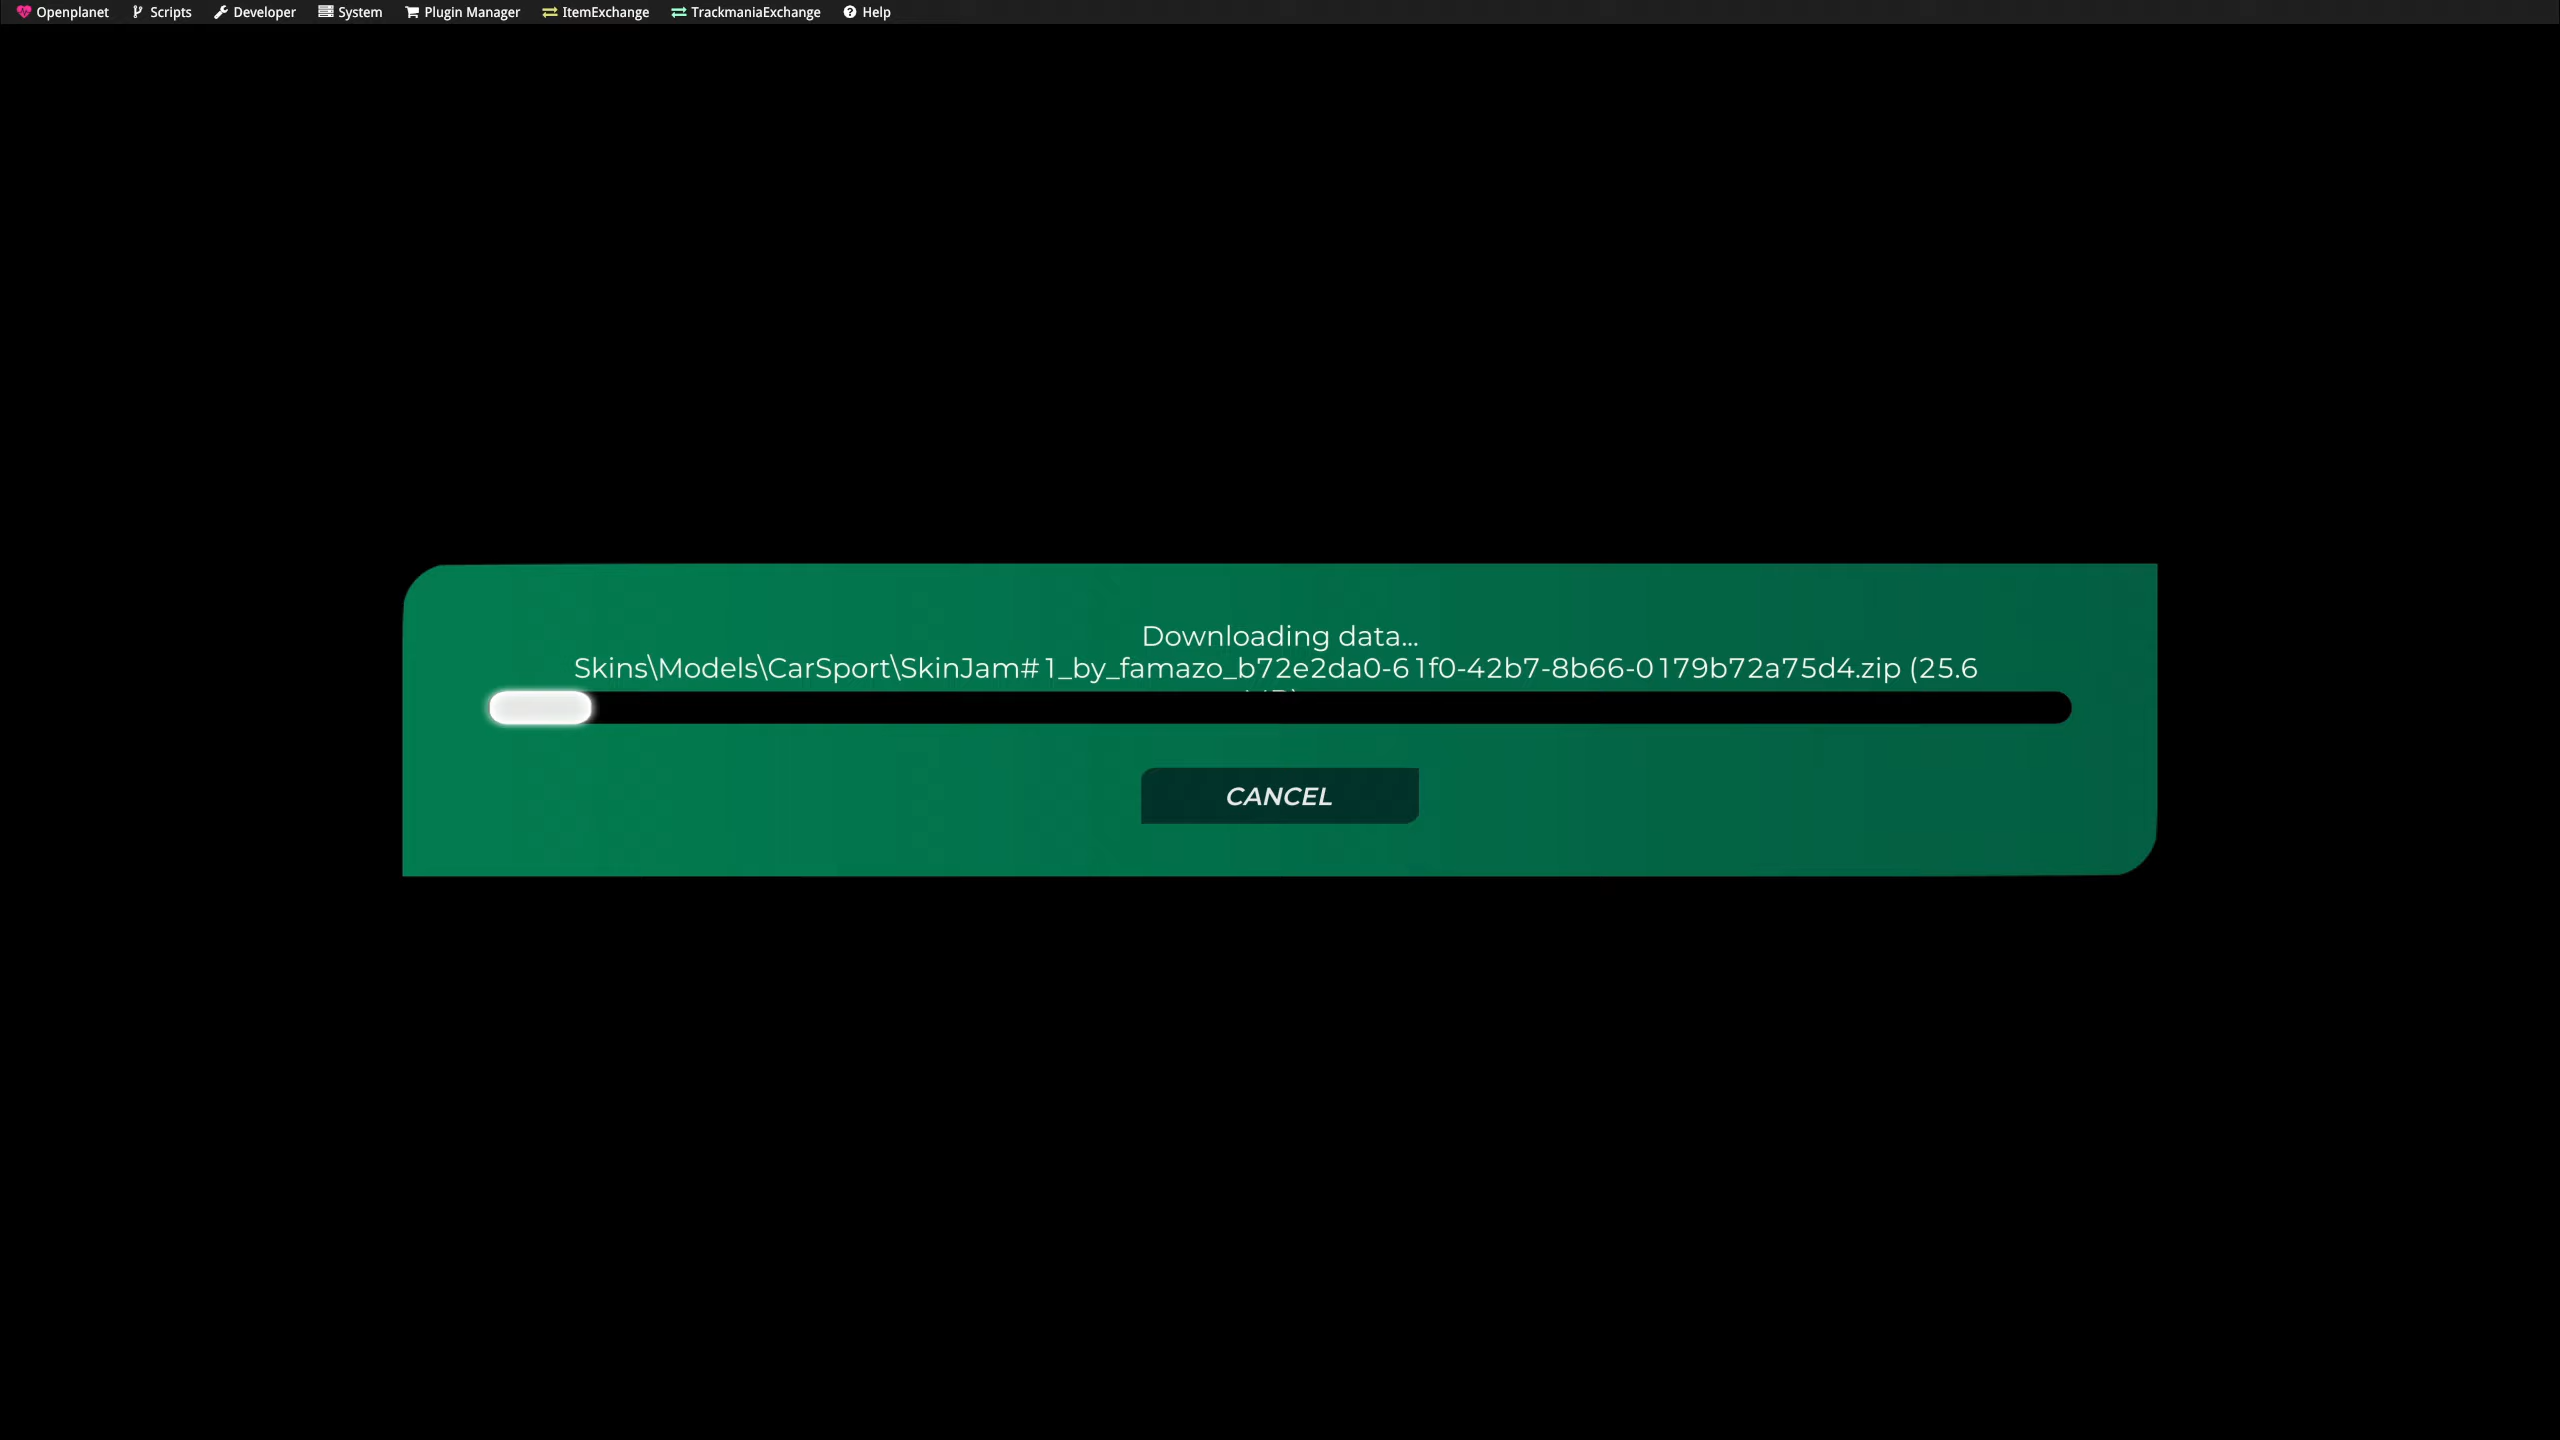 Openplanet Scripts Developer System Plugin Manager ItemExchange TrackmaniaExchange Help
Downloading data...
Skins\Models\CarSport\SkinJam#1_by_famazo_b72e2da0-61f0-42b7-8b66-0179b72a75d4.zip (25.6
CANCEL